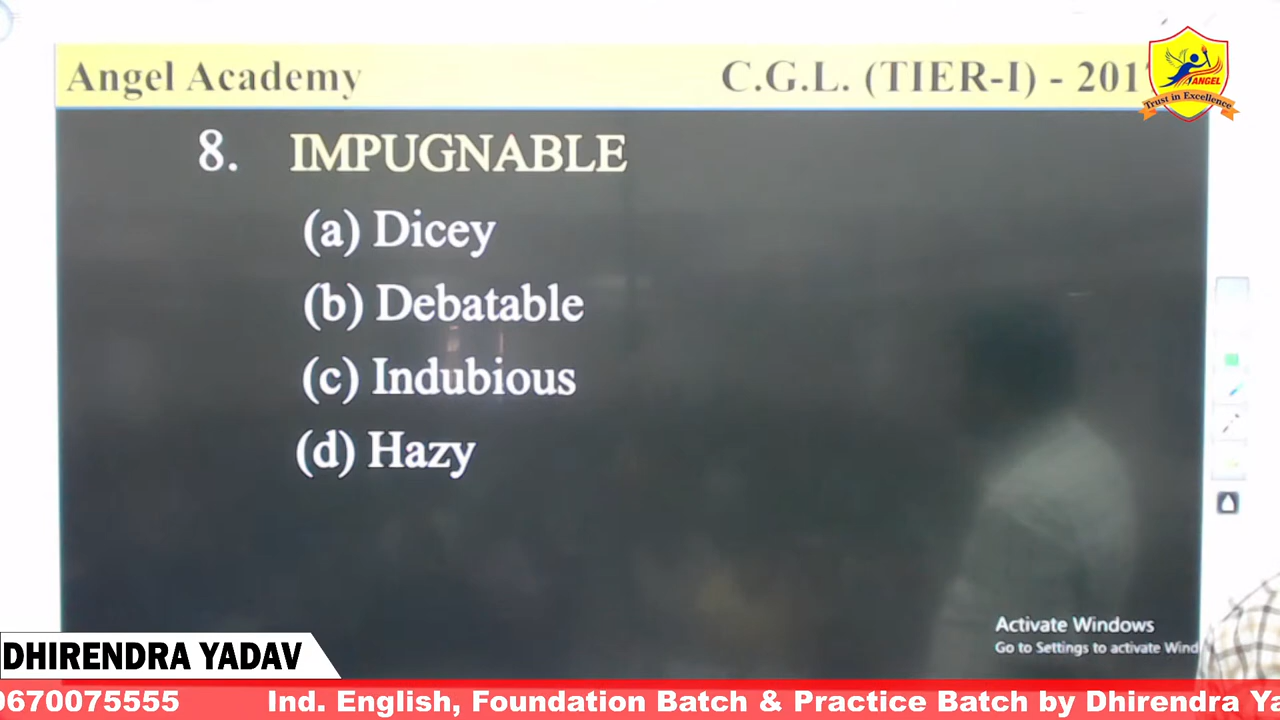 Angel Academy
C.G.L. (TIER-I) - 201
ANGEL
Trust in Excellence
8. IMPUGNABLE
(a) Dicey
(b) Debatable
(c) Indubious
(d) Hazy
Activate Windows
Go to Settings to activate Wind
DHIRENDRA YADAV
9670075555 Ind. English, Foundation Batch & Practice Batch by Dhirendra Ya